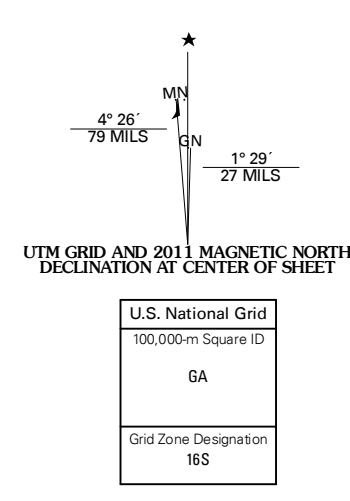 MN
4° 26´
79 MILS
GN
1° 29´
27 MILS
UTM GRID AND 2011 MAGNETIC NORTH
DECLINATION AT CENTER OF SHEET
U.S. National Grid
100,000-m Square ID
GA
Grid Zone Designation
16S